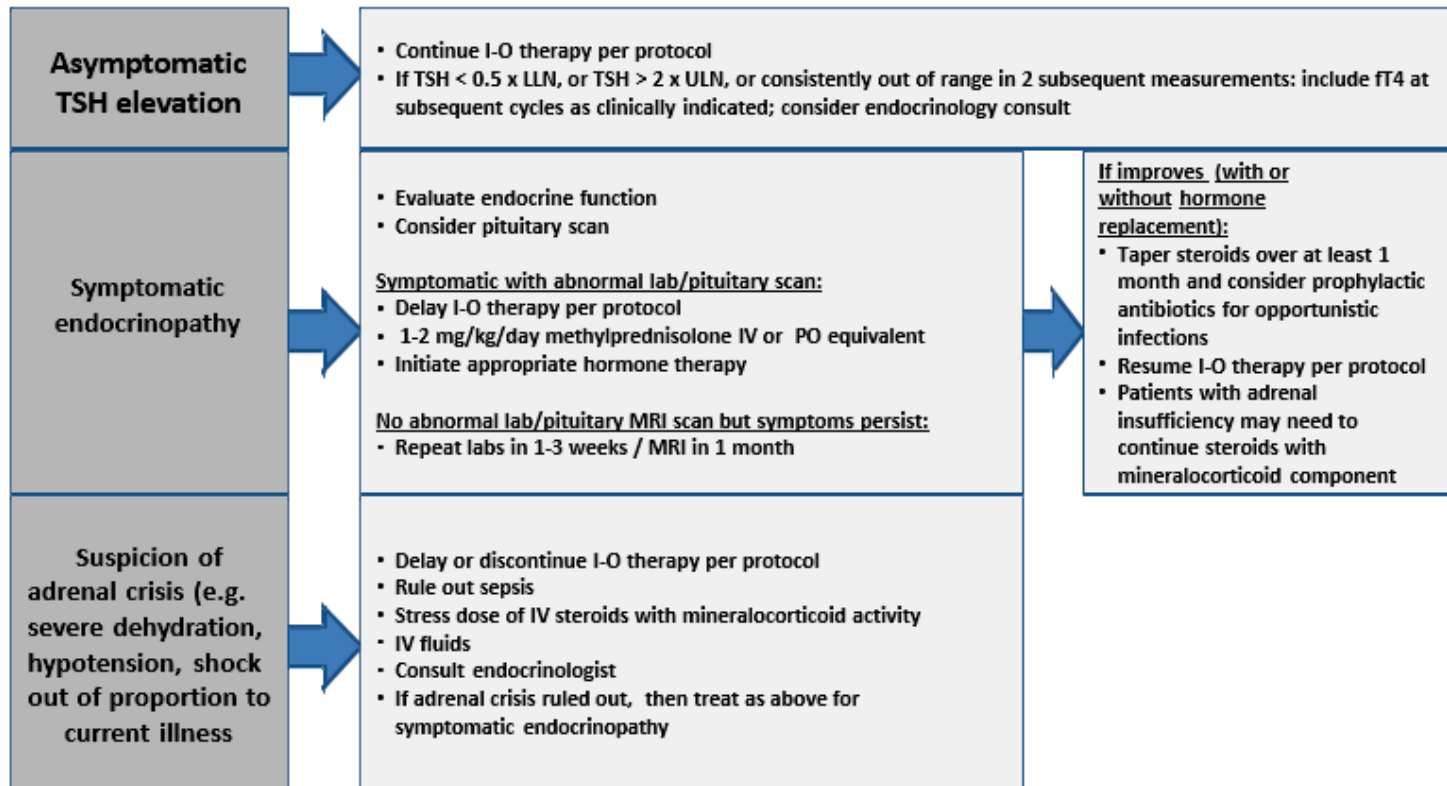 Asymptomatic
TSH elevation
• Continue I-O therapy per protocol
• If TSH < 0.5 x LLN, or TSH > 2 x ULN, or consistently out of range in 2 subsequent measurements: include fT4 at
subsequent cycles as clinically indicated; consider endocrinology consult
Symptomatic
endocrinopathy
• Evaluate endocrine function
• Consider pituitary scan
Symptomatic with abnormal lab/pituitary scan:
• Delay I-O therapy per protocol
• 1-2 mg/kg/day methylprednisolone IV or PO equivalent
• Initiate appropriate hormone therapy
No abnormal lab/pituitary MRI scan but symptoms persist:
• Repeat labs in 1-3 weeks / MRI in 1 month
If improves (with or
without hormone
replacement):
• Taper steroids over at least 1
month and consider prophylactic
antibiotics for opportunistic
infections
• Resume I-O therapy per protocol
• Patients with adrenal
insufficiency may need to
continue steroids with
mineralocorticoid component
Suspicion of
adrenal crisis (e.g.
severe dehydration,
hypotension, shock
out of proportion to
current illness
• Delay or discontinue I-O therapy per protocol
• Rule out sepsis
• Stress dose of IV steroids with mineralocorticoid activity
• IV fluids
• Consult endocrinologist
• If adrenal crisis ruled out, then treat as above for
symptomatic endocrinopathy